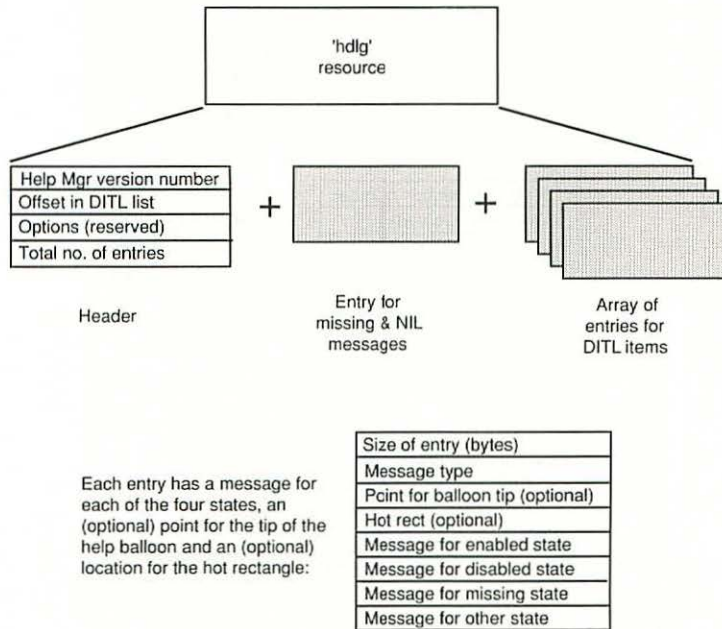 'hdlg'
resource
Help Mgr version number
Offset in DITL list
Options (reserved)
Total no. of entries
+
+
Header
Entry for
missing & NIL
messages
Array of
entries for
DITL items
Each entry has a message for
each of the four states, an
(optional) point for the tip of the
help balloon and an (optional)
location for the hot rectangle:
Size of entry (bytes)
Message type
Point for balloon tip (optional)
Hot rect (optional)
Message for enabled state
Message for disabled state
Message for missing state
Message for other state